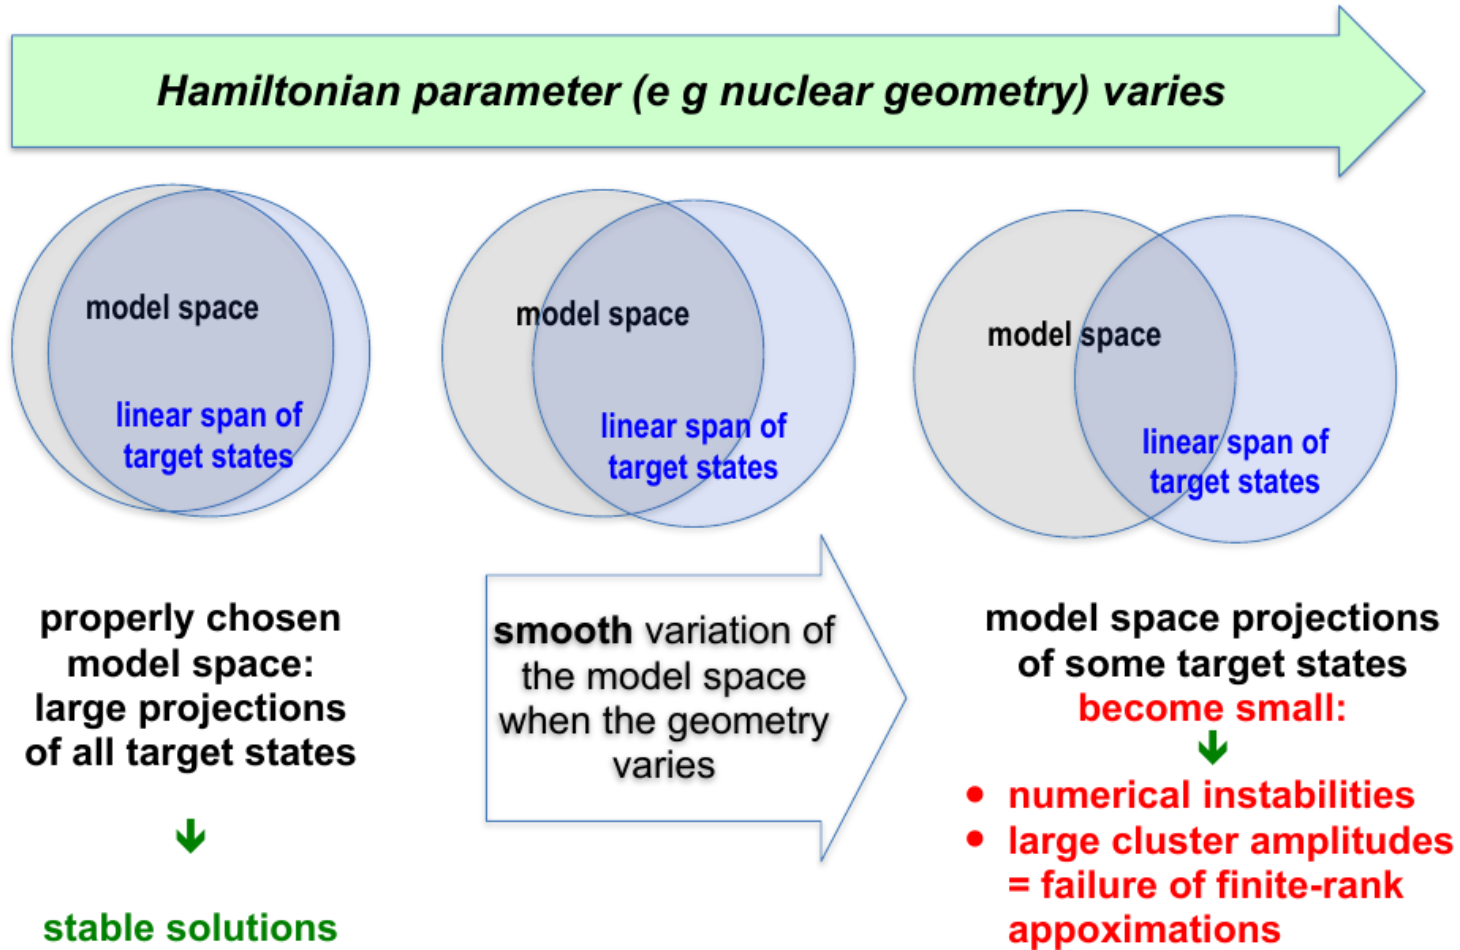 Hamiltonian parameter (e g nuclear geometry) varies
model space
linear span of
target states
model space
linear span of
target states
model space
linear span of
target states
properly chosen
model space:
large projections
of all target states
stable solutions
smooth variation of
the model space
when the geometry
varies
model space projections
of some target states
become small:
• numerical instabilities
• large cluster amplitudes
= failure of finite-rank
appoximations